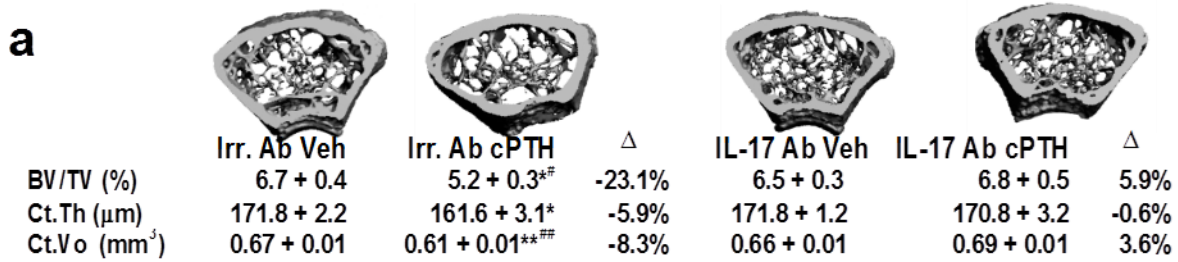 a
Irr. Ab Veh Irr. Ab cPTH Δ IL-17 Ab Veh IL-17 Ab cPTH Δ
BV/TV (%) 6.7 + 0.4 5.2 + 0.3*# -23.1% 6.5 + 0.3 6.8 + 0.5 5.9%
Ct.Th (μm) 171.8 + 2.2 161.6 + 3.1* -5.9% 171.8 + 1.2 170.8 + 3.2 -0.6%
Ct.Vo (mm³) 0.67 + 0.01 0.61 + 0.01**## -8.3% 0.66 + 0.01 0.69 + 0.01 3.6%